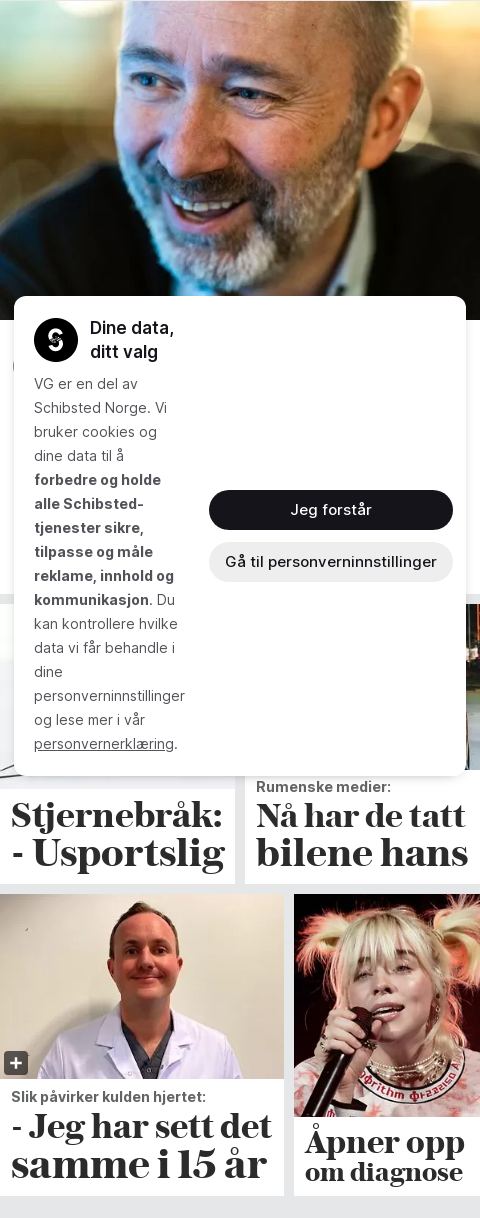 Dine data,
ditt valg
VG er en del av
Schibsted Norge. Vi
bruker cookies og
dine data til å
forbedre og holde
alle Schibsted-
tjenester sikre,
tilpasse og måle
reklame, innhold og
kommunikasjon. Du
kan kontrollere hvilke
data vi får behandle i
dine
personverninnstillinger
og lese mer i vår
personvernerklæring.
Jeg forstår
Gå til personverninnstillinger
Stjernebråk:
- Usportslig
Rumenske medier:
Nå har de tatt
bilene hans
Slik påvirker kulden hjertet:
- Jeg har sett det
samme i 15 år
Åpner opp
om diagnose